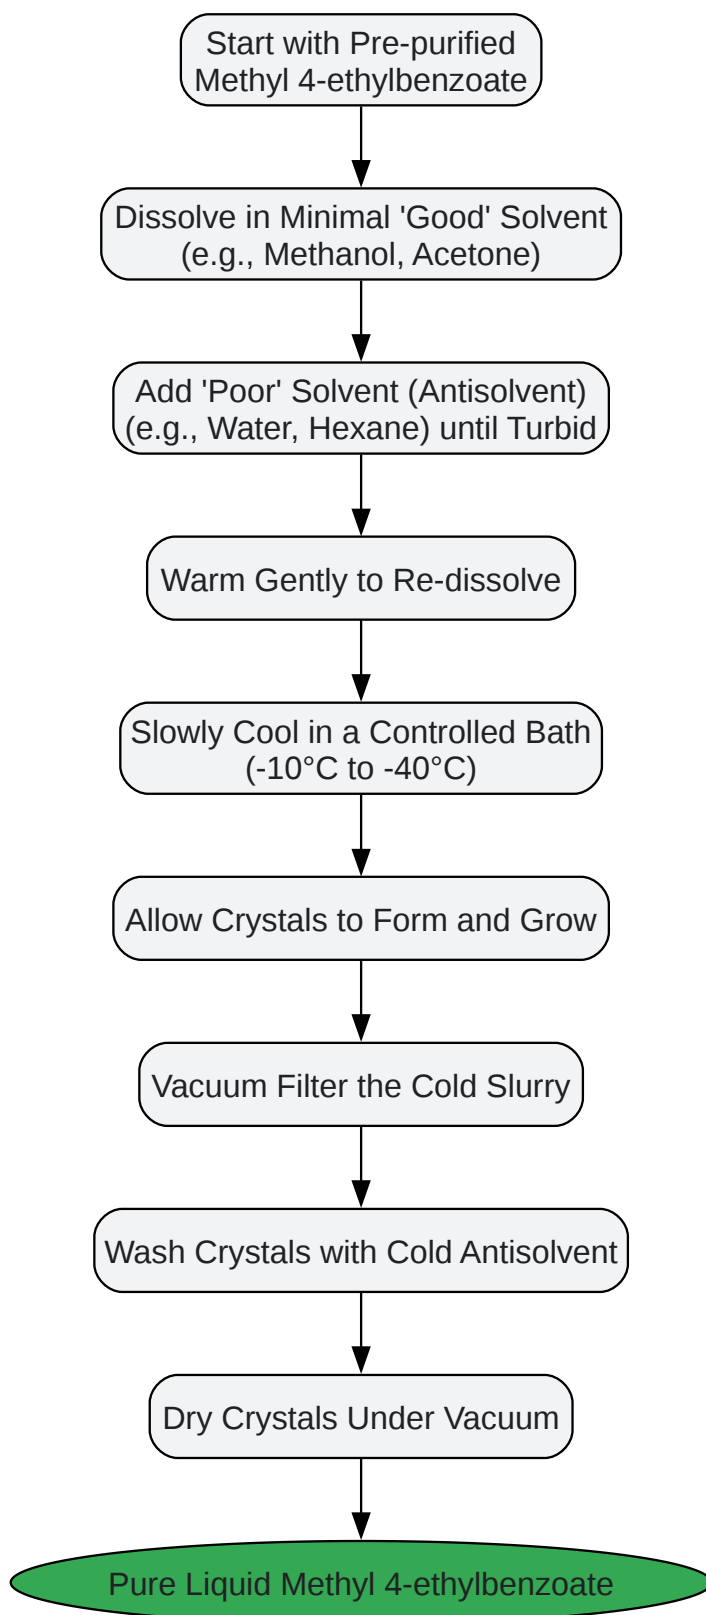 Start with Pre-purified
Methyl 4-ethylbenzoate
Dissolve in Minimal 'Good' Solvent
(e.g., Methanol, Acetone)
Add 'Poor' Solvent (Antisolvent)
(e.g., Water, Hexane) until Turbid
Warm Gently to Re-dissolve
Slowly Cool in a Controlled Bath
(-10°C to -40°C)
Allow Crystals to Form and Grow
Vacuum Filter the Cold Slurry
Wash Crystals with Cold Antisolvent
Dry Crystals Under Vacuum
Pure Liquid Methyl 4-ethylbenzoate